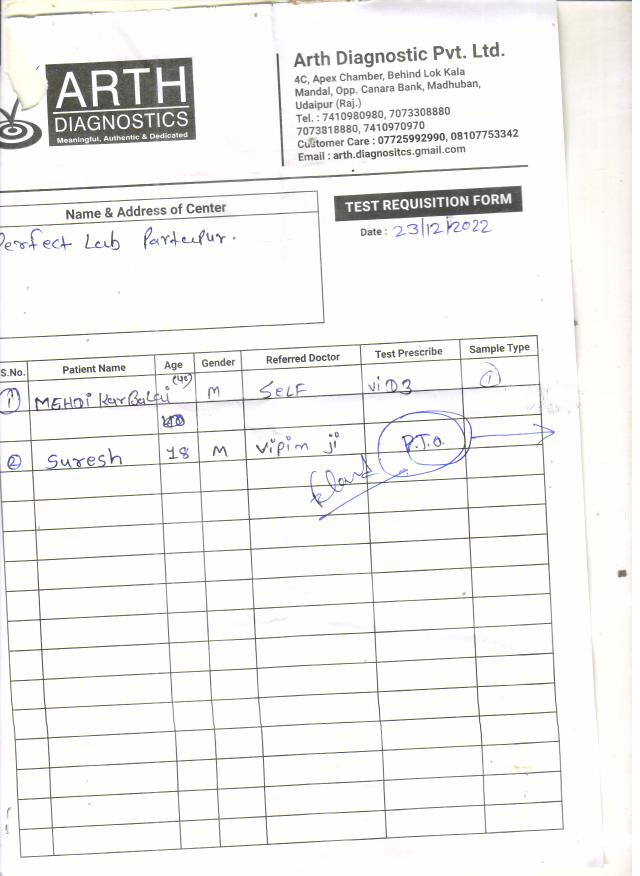 ARTH
DIAGNOSTICS
Meaningful, Authentic & Dedicated
Arth Diagnostic Pvt. Ltd.
4C, Apex Chamber, Behind Lok Kala
Mandal, Opp. Canara Bank, Madhuban,
Udaipur (Raj.)
Tel. : 7410980980, 7073308880
7073818880, 7410970970
Customer Care : 07725992990, 08107753342
Email : arth.diagnositcs.gmail.com
Name & Address of Center
Perfect Lab Partapur.
TEST REQUISITION FORM
Date : 23/12/2022
S.No. Patient Name Age Gender Referred Doctor Test Prescribe Sample Type
1 MEHDI KarBalai (40) M SELF ViD3 1
2 Suresh 18 M Vipin ji P.T.O.